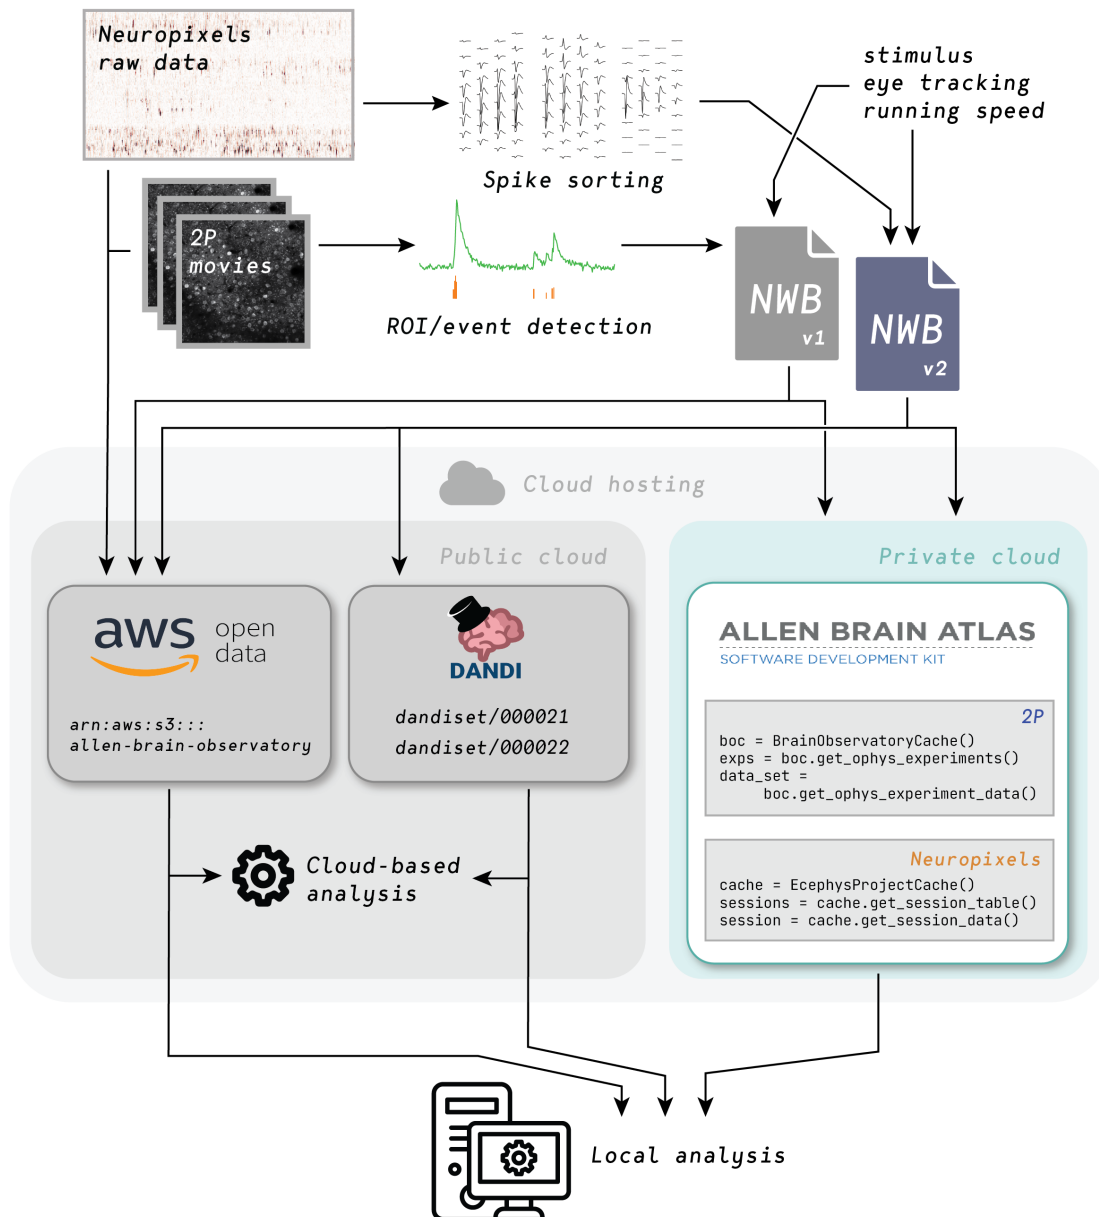 Neuropixels
raw data
stimulus
eye tracking
running speed
Spike sorting
2P
movies
ROI/event detection
NWB
v1
NWB
v2
Cloud hosting
Public cloud
Private cloud
aws
open
data
arn:aws:s3:::
allen-brain-observatory
DANDI
dandiset/000021
dandiset/000022
ALLEN BRAIN ATLAS
SOFTWARE DEVELOPMENT KIT
2P
boc = BrainObservatoryCache()
exps = boc.get_ophys_experiments()
data_set =
boc.get_ophys_experiment_data()
Neuropixels
cache = EcephysProjectCache()
sessions = cache.get_session_table()
session = cache.get_session_data()
Cloud-based
analysis
Local analysis